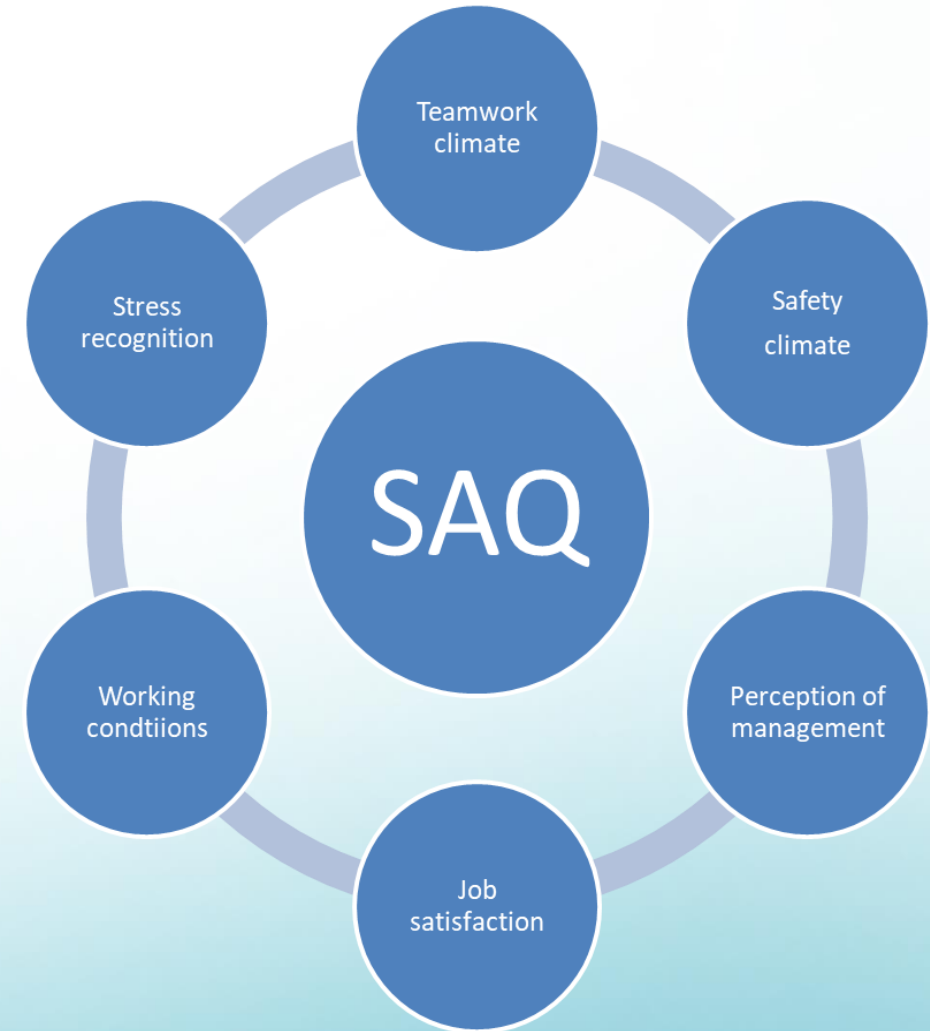 Teamwork
climate
Safety
climate
Perception of
management
Job
satisfaction
Working
condtiions
Stress
recognition
SAQ